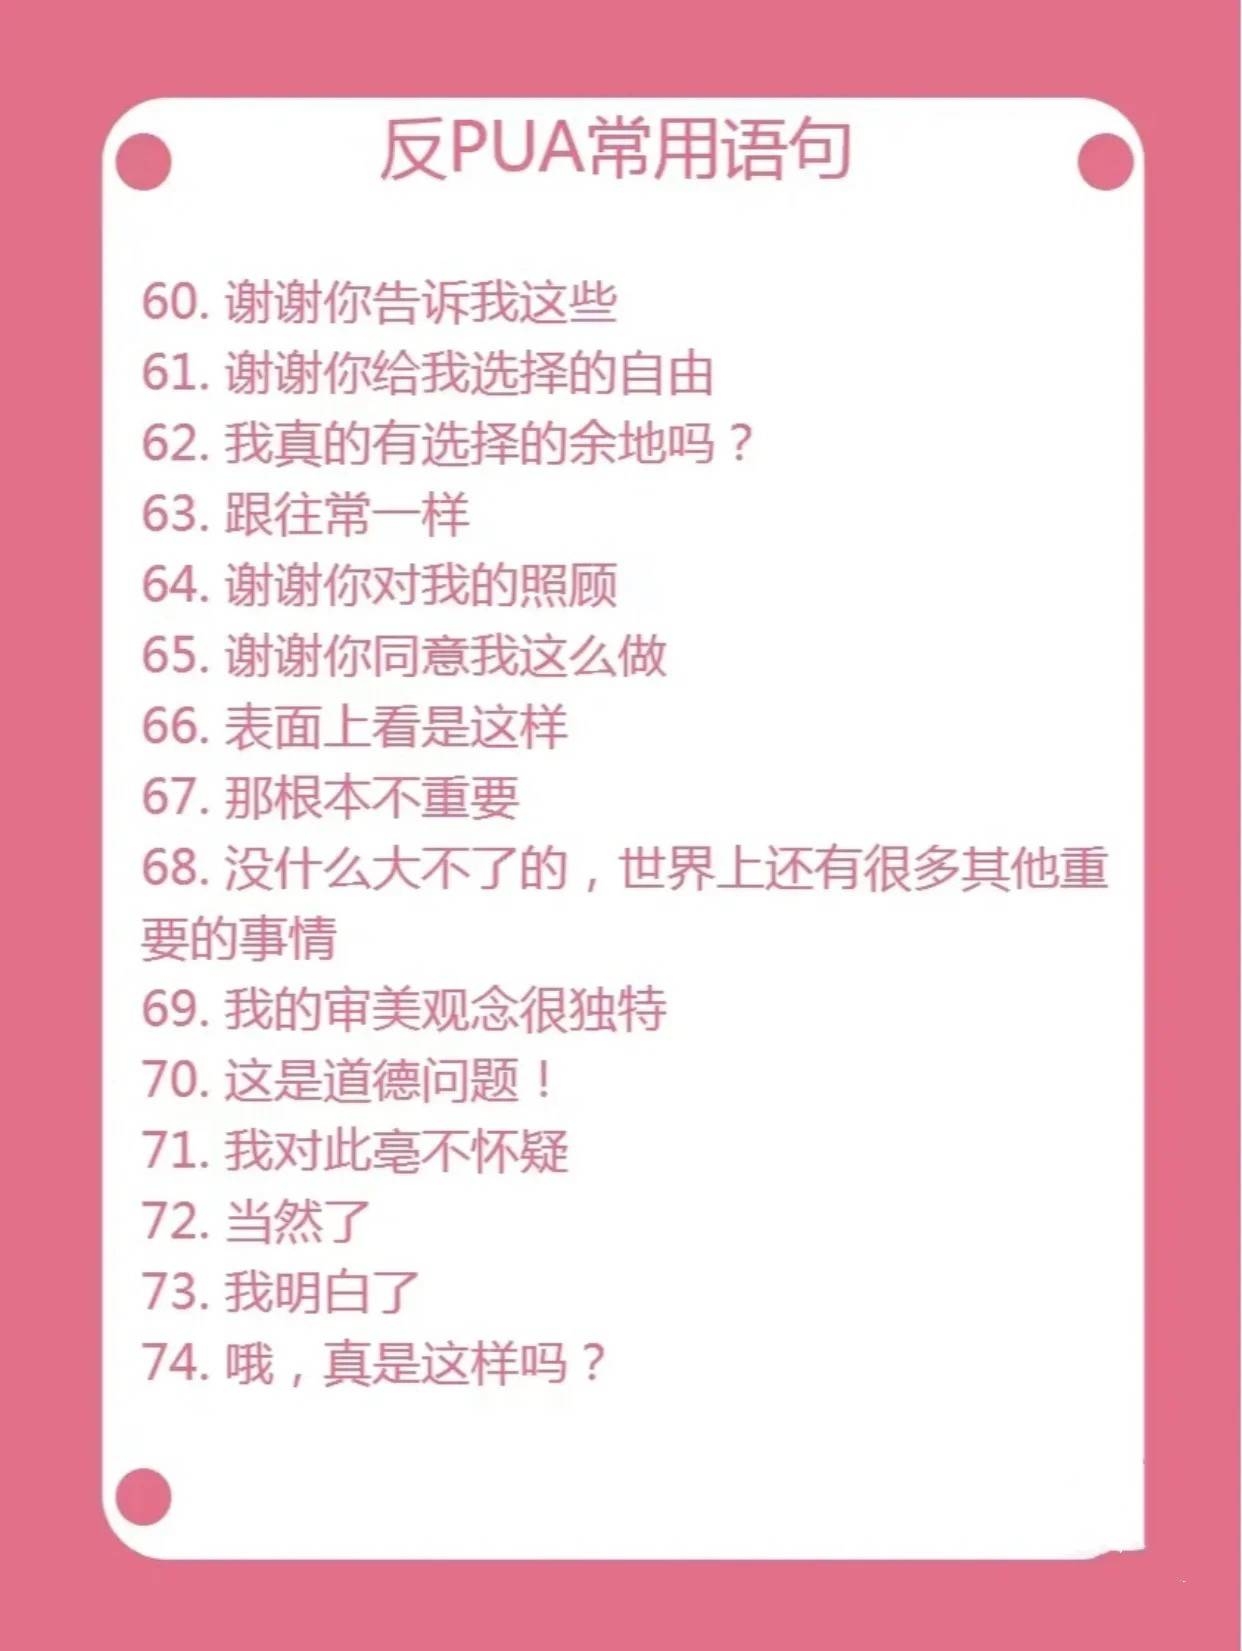 反PUA常用语句
60. 谢谢你告诉我这些
61. 谢谢你给我选择的自由
62. 我真的有选择的余地吗？
63. 跟往常一样
64. 谢谢你对我的照顾
65. 谢谢你同意我这么做
66. 表面上看是这样
67. 那根本不重要
68. 没什么大不了的，世界上还有很多其他重
要的事情
69. 我的审美观念很独特
70. 这是道德问题！
71. 我对此毫不怀疑
72. 当然了
73. 我明白了
74. 哦，真是这样吗？